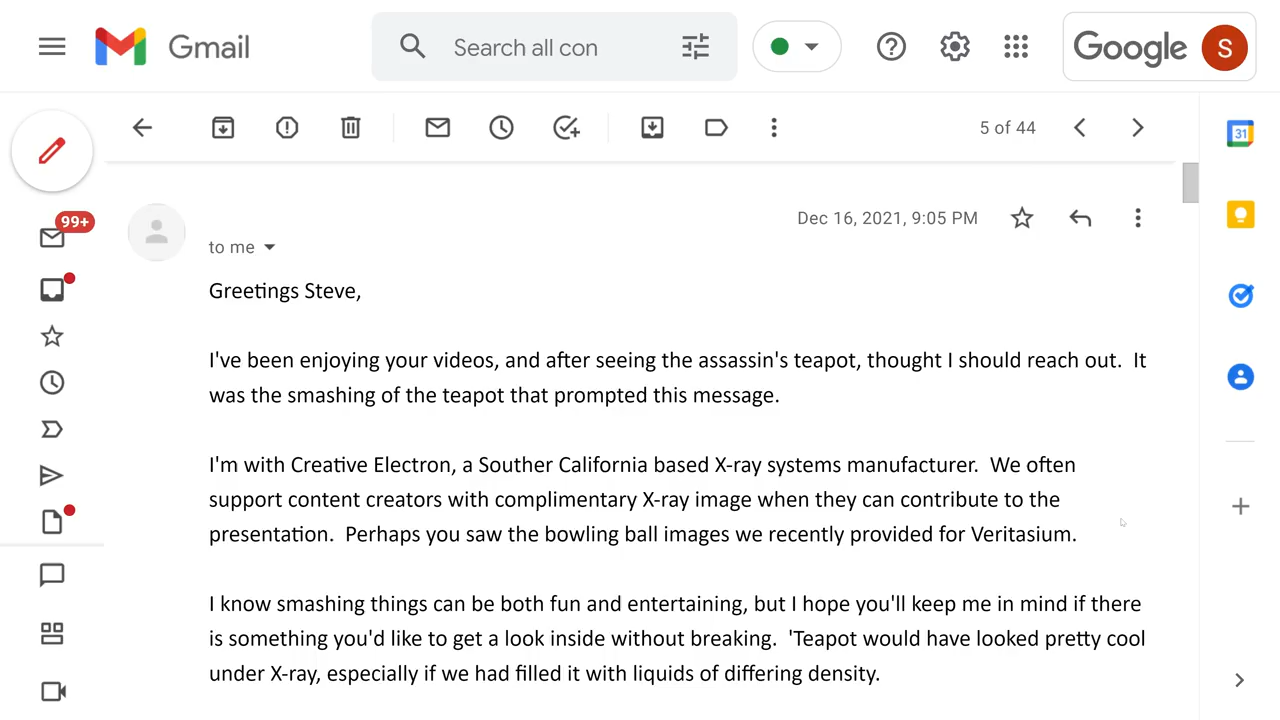 Gmail
Search all con
Google
S
5 of 44
31
99+
Dec 16, 2021, 9:05 PM
to me
Greetings Steve,
I've been enjoying your videos, and after seeing the assassin's teapot, thought I should reach out. It
was the smashing of the teapot that prompted this message.
I'm with Creative Electron, a Souther California based X-ray systems manufacturer. We often
support content creators with complimentary X-ray image when they can contribute to the
presentation. Perhaps you saw the bowling ball images we recently provided for Veritasium.
I know smashing things can be both fun and entertaining, but I hope you'll keep me in mind if there
is something you'd like to get a look inside without breaking. 'Teapot would have looked pretty cool
under X-ray, especially if we had filled it with liquids of differing density.